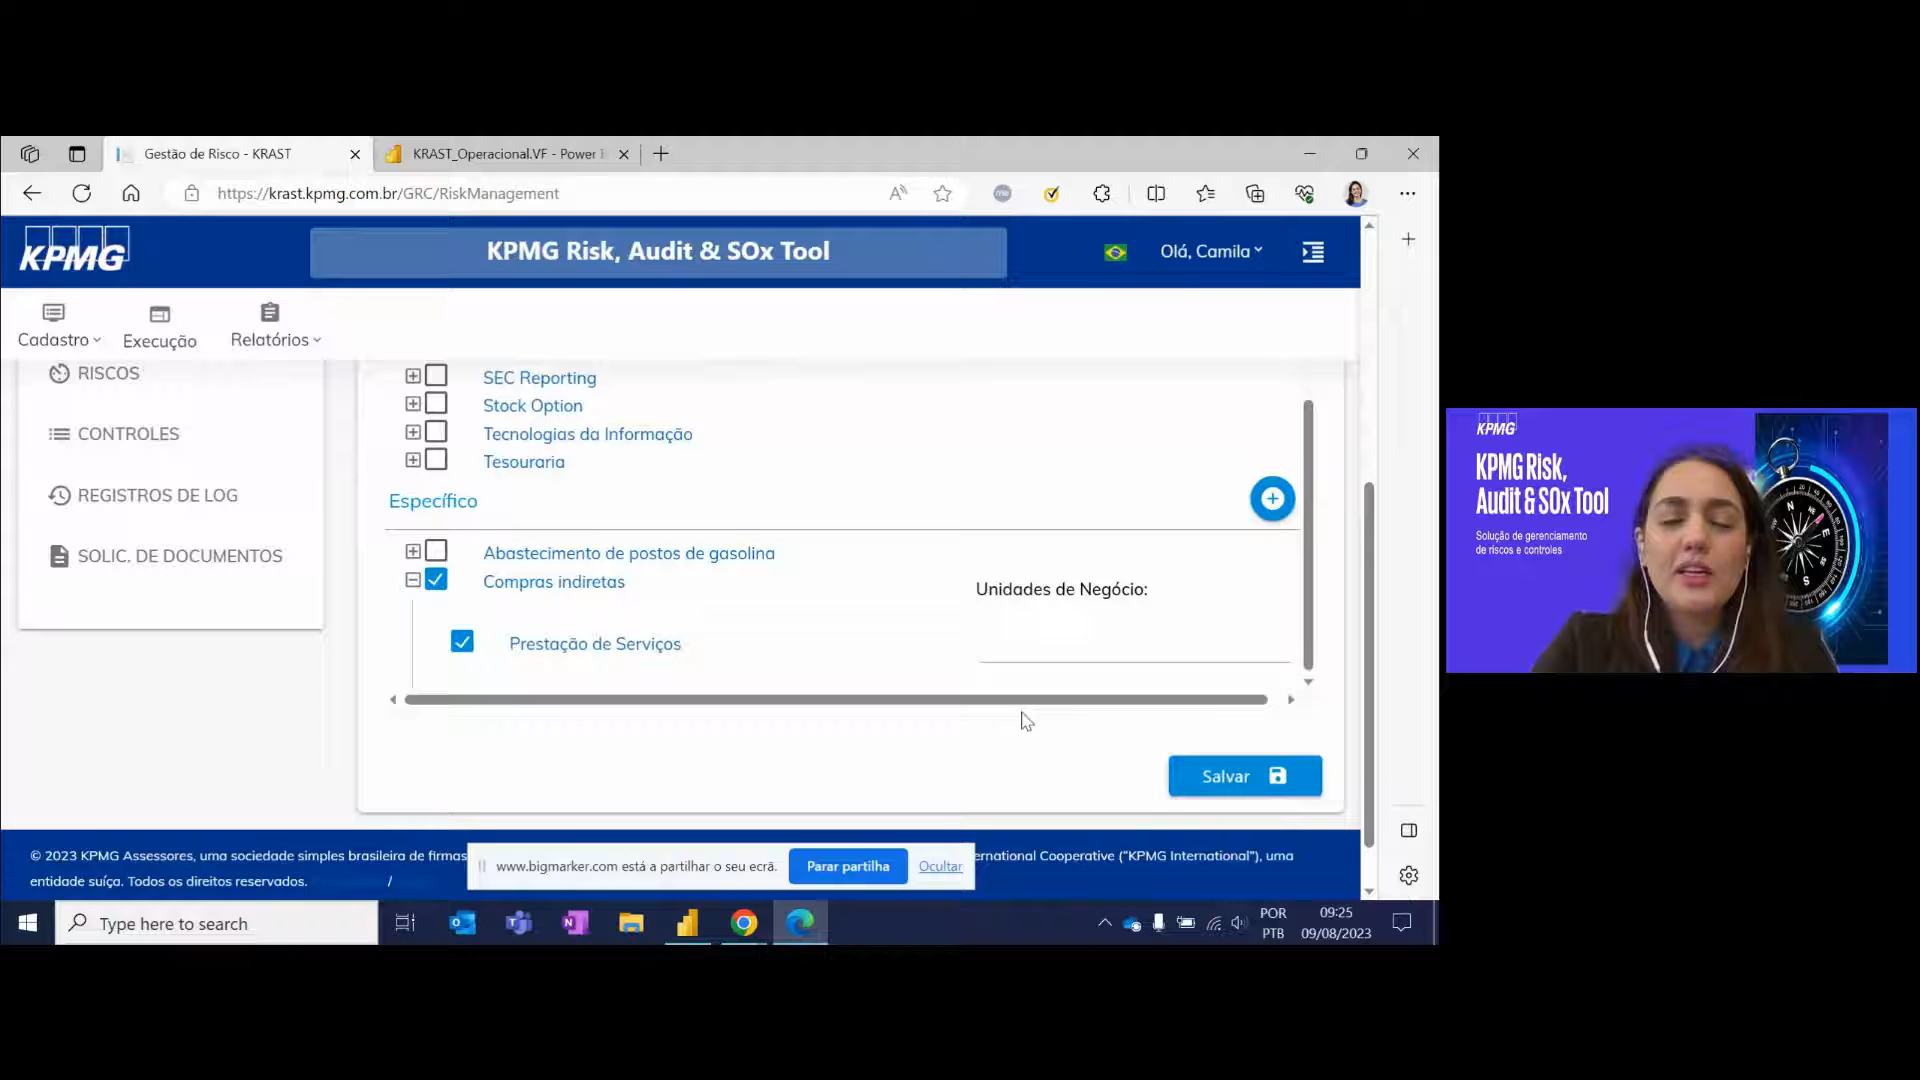 Gestão de Risco - KRAST
KRAST_Operacional.VF - Power
https://krast.kpmg.com.br/GRC/RiskManagement
KPMG
KPMG Risk, Audit & SOx Tool
Olá, Camila
Cadastro
Execução
Relatórios
RISCOS
CONTROLES
REGISTROS DE LOG
SOLIC. DE DOCUMENTOS
SEC Reporting
Stock Option
Tecnologias da Informação
Tesouraria
Específico
Abastecimento de postos de gasolina
Compras indiretas
Unidades de Negócio:
Prestação de Serviços
Salvar
© 2023 KPMG Assessores, uma sociedade simples brasileira de firmas
ernational Cooperative ("KPMG International"), uma
entidade suíça. Todos os direitos reservados. /
www.bigmarker.com está a partilhar o seu ecrã.
Parar partilha
Ocultar
Type here to search
POR
PTB
09:25
09/08/2023
KPMG
KPMG Risk,
Audit & SOx Tool
Solução de gerenciamento
de riscos e controles
N
S